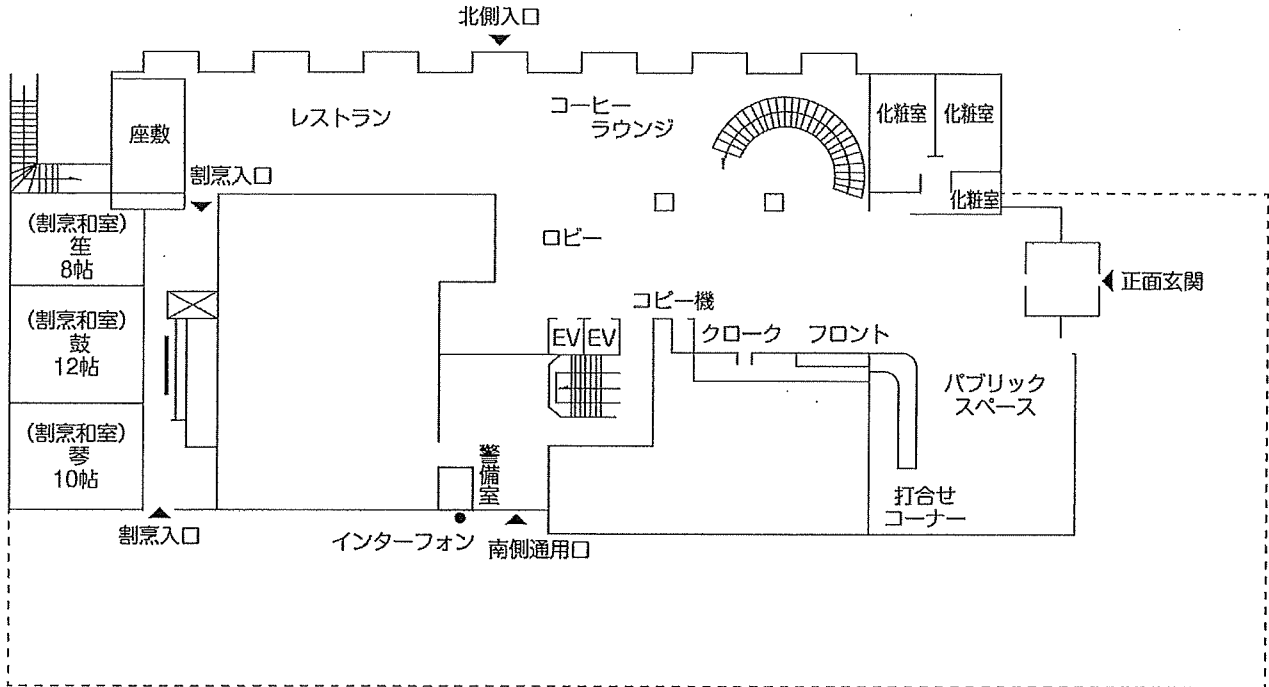 北側入口
レストラン
コーヒー
ラウンジ
化粧室
化粧室
化粧室
座敷
割烹入口
(割烹和室)
笙
8帖
(割烹和室)
鼓
12帖
(割烹和室)
琴
10帖
割烹入口
ロビー
コピー機
EV
EV
クローク
フロント
正面玄関
パブリック
スペース
打合せ
コーナー
警備室
インターフォン
南側通用口